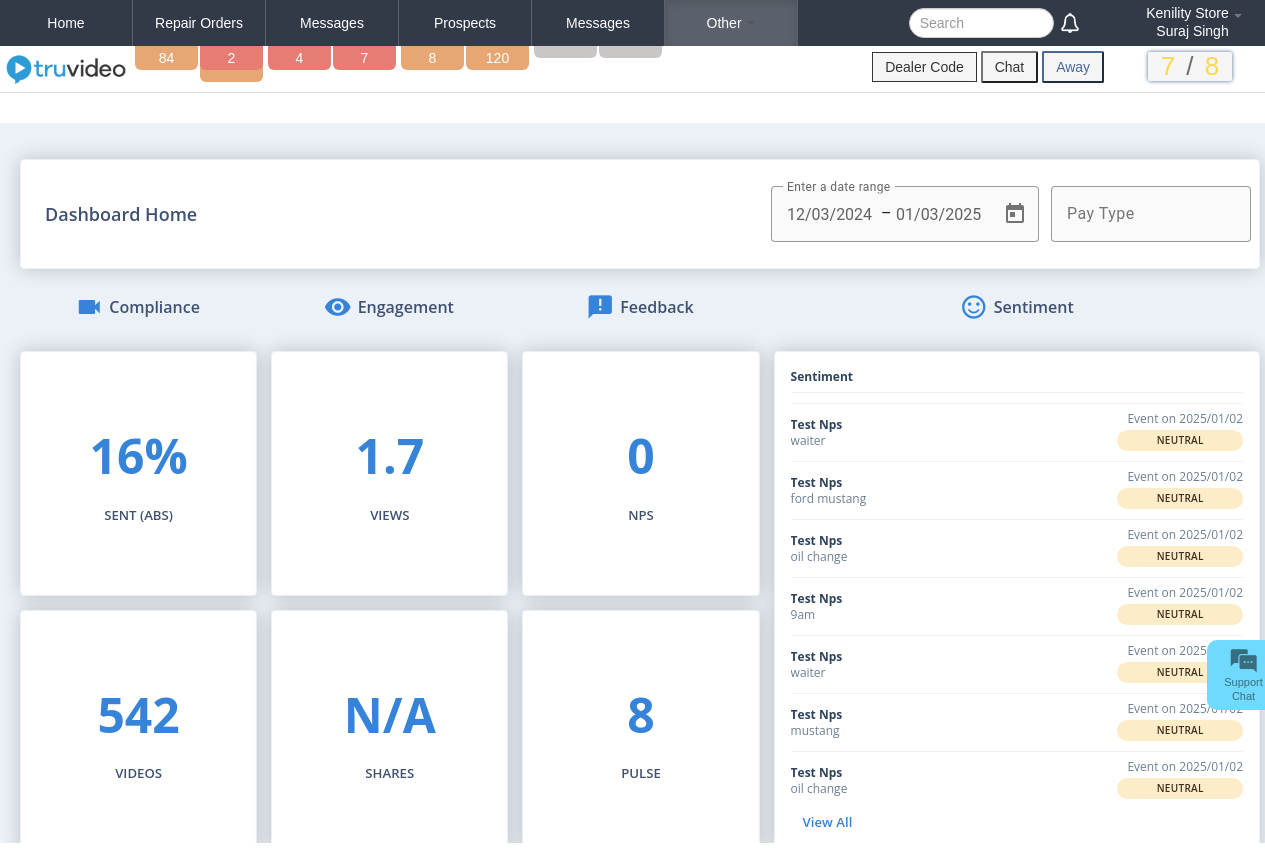 Home
Repair Orders
Messages
Prospects
Messages
Other
Search
Kenility Store
Suraj Singh
truvideo
84
2
4
7
8
120
Dealer Code
Chat
Away
7 / 8
Dashboard Home
Enter a date range
12/03/2024 – 01/03/2025
Pay Type
Compliance
Engagement
Feedback
Sentiment
16%
SENT (ABS)
1.7
VIEWS
0
NPS
542
VIDEOS
N/A
SHARES
8
PULSE
Sentiment
Test Nps
waiter
Event on 2025/01/02
NEUTRAL
Test Nps
ford mustang
Event on 2025/01/02
NEUTRAL
Test Nps
oil change
Event on 2025/01/02
NEUTRAL
Test Nps
9am
Event on 2025/01/02
NEUTRAL
Test Nps
waiter
Event on 2025
NEUTRAL
Test Nps
mustang
Event on 2025/01/02
NEUTRAL
Test Nps
oil change
Event on 2025/01/02
NEUTRAL
View All
Support
Chat